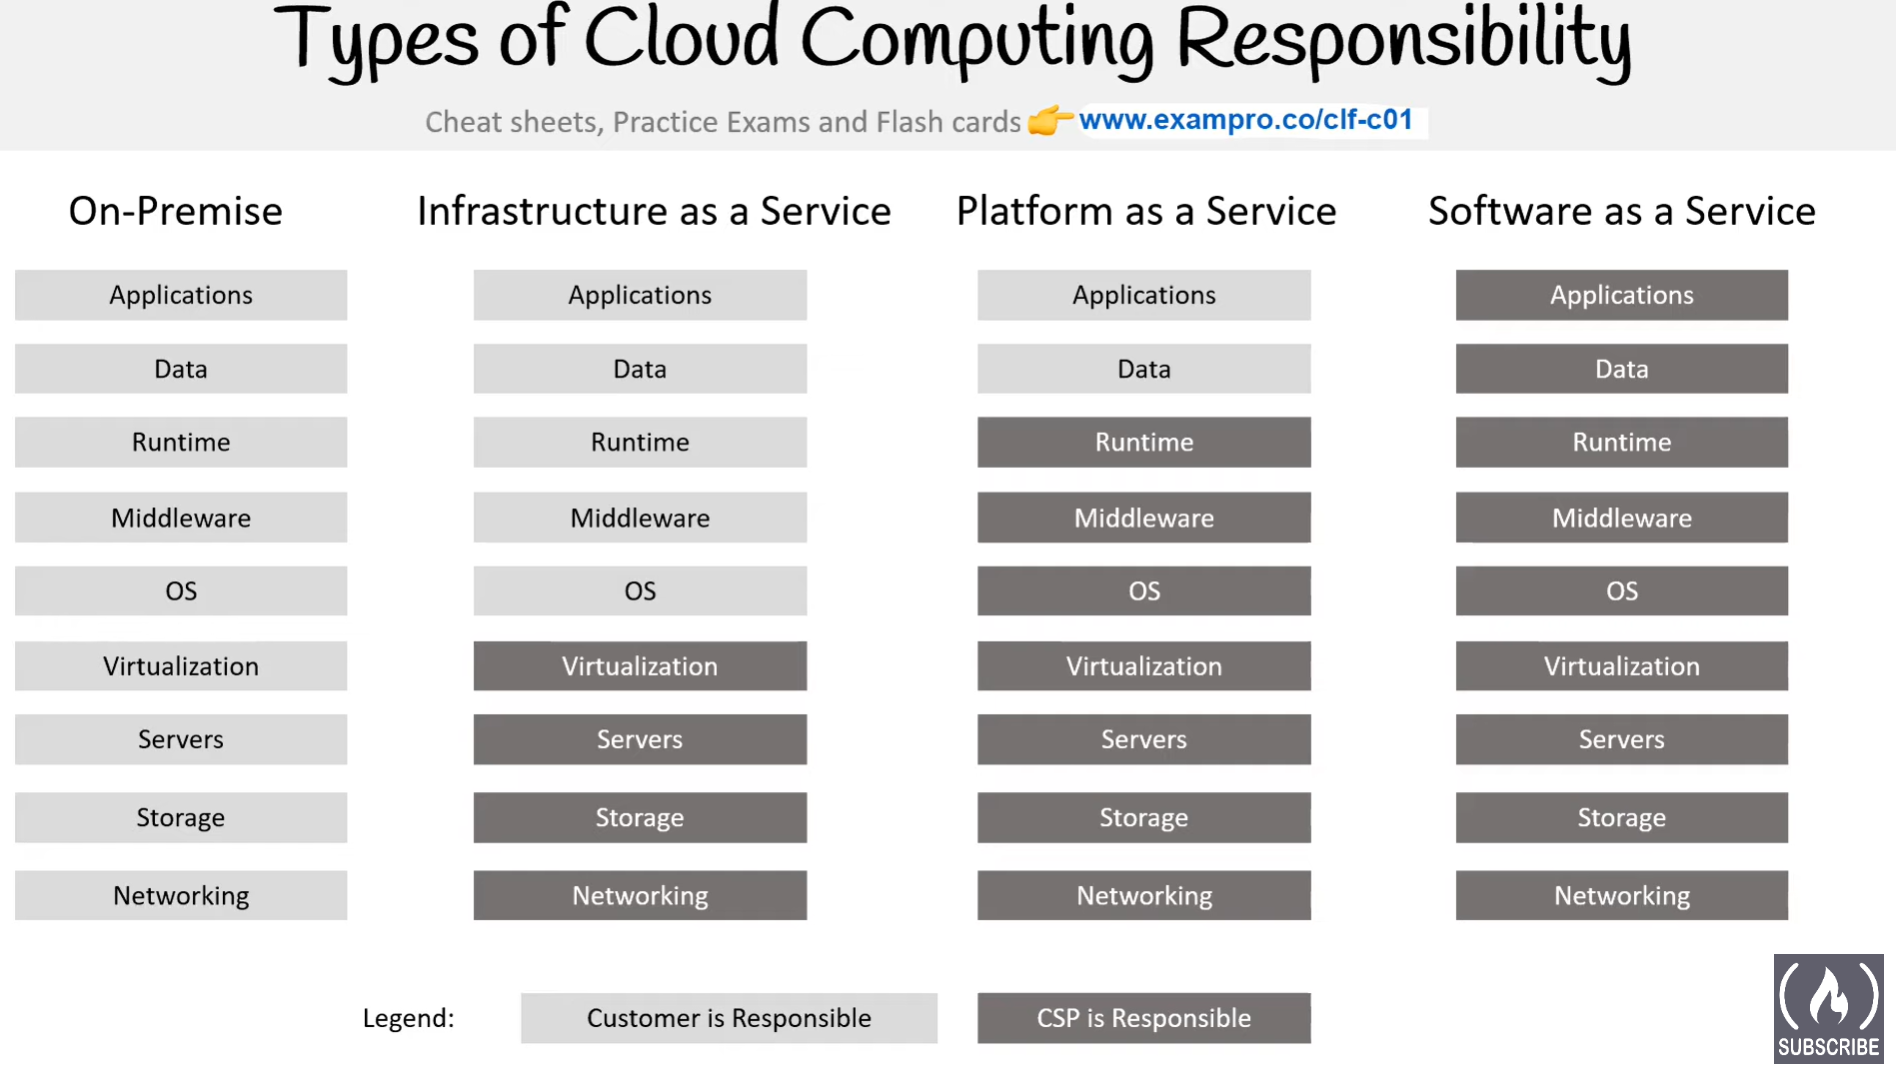 Types of Cloud Computing Responsibility
Cheat sheets, Practice Exams and Flash cards 👉 www.exampro.co/clf-c01
On-Premise
Applications
Data
Runtime
Middleware
OS
Virtualization
Servers
Storage
Networking
Infrastructure as a Service
Applications
Data
Runtime
Middleware
OS
Virtualization
Servers
Storage
Networking
Platform as a Service
Applications
Data
Runtime
Middleware
OS
Virtualization
Servers
Storage
Networking
Software as a Service
Applications
Data
Runtime
Middleware
OS
Virtualization
Servers
Storage
Networking
Legend:
Customer is Responsible
CSP is Responsible
SUBSCRIBE